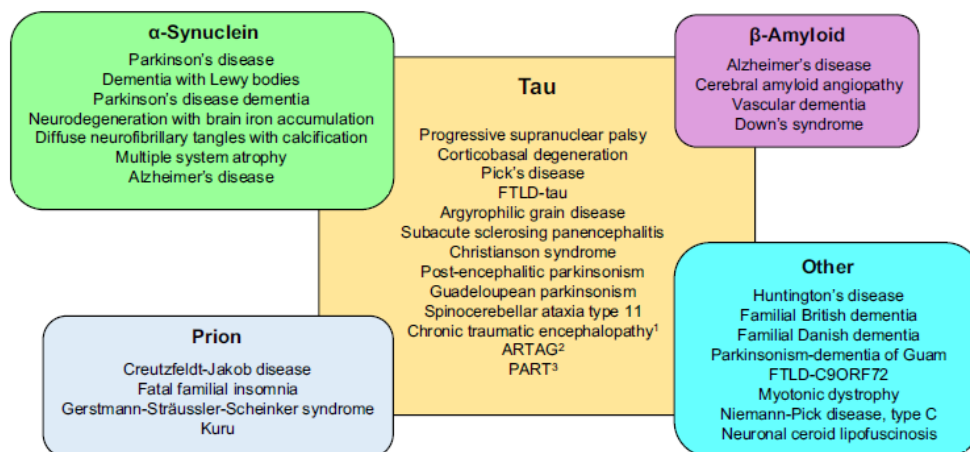 α-Synuclein
Parkinson's disease
Dementia with Lewy bodies
Parkinson's disease dementia
Neurodegeneration with brain iron accumulation
Diffuse neurofibrillary tangles with calcification
Multiple system atrophy
Alzheimer's disease
β-Amyloid
Alzheimer's disease
Cerebral amyloid angiopathy
Vascular dementia
Down's syndrome
Tau
Progressive supranuclear palsy
Corticobasal degeneration
Pick's disease
FTLD-tau
Argyrophilic grain disease
Subacute sclerosing panencephalitis
Christianson syndrome
Post-encephalitic parkinsonism
Guadeloupean parkinsonism
Spinocerebellar ataxia type 11
Chronic traumatic encephalopathy¹
ARTAG²
PART³
Prion
Creutzfeldt-Jakob disease
Fatal familial insomnia
Gerstmann-Sträussler-Scheinker syndrome
Kuru
Other
Huntington's disease
Familial British dementia
Familial Danish dementia
Parkinsonism-dementia of Guam
FTLD-C9ORF72
Myotonic dystrophy
Niemann-Pick disease, type C
Neuronal ceroid lipofuscinosis